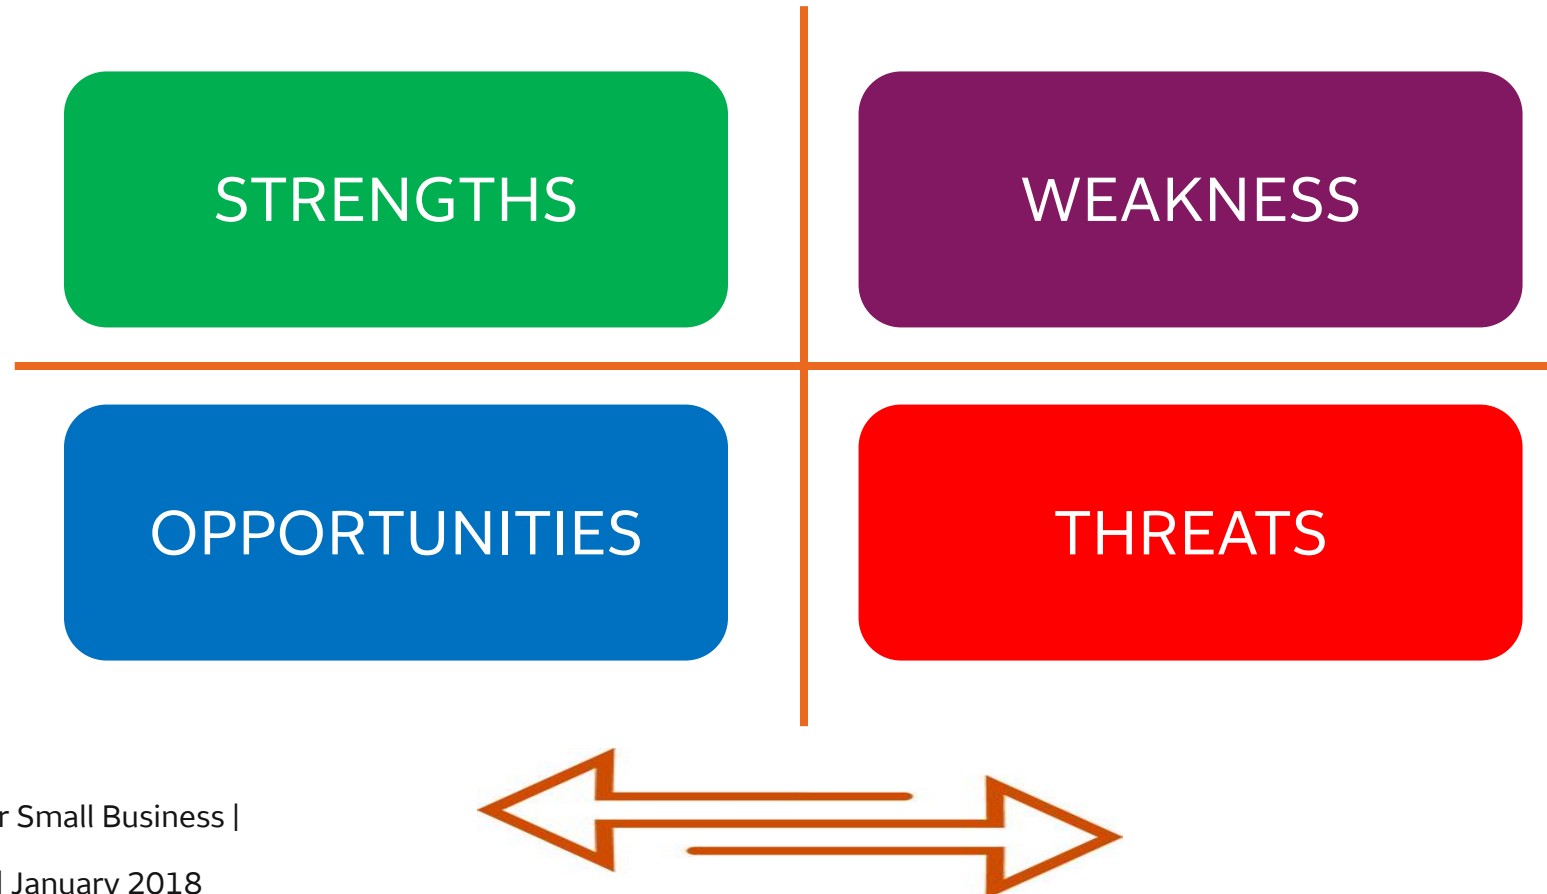 STRENGTHS
WEAKNESS
OPPORTUNITIES
THREATS
r Small Business |
January 2018